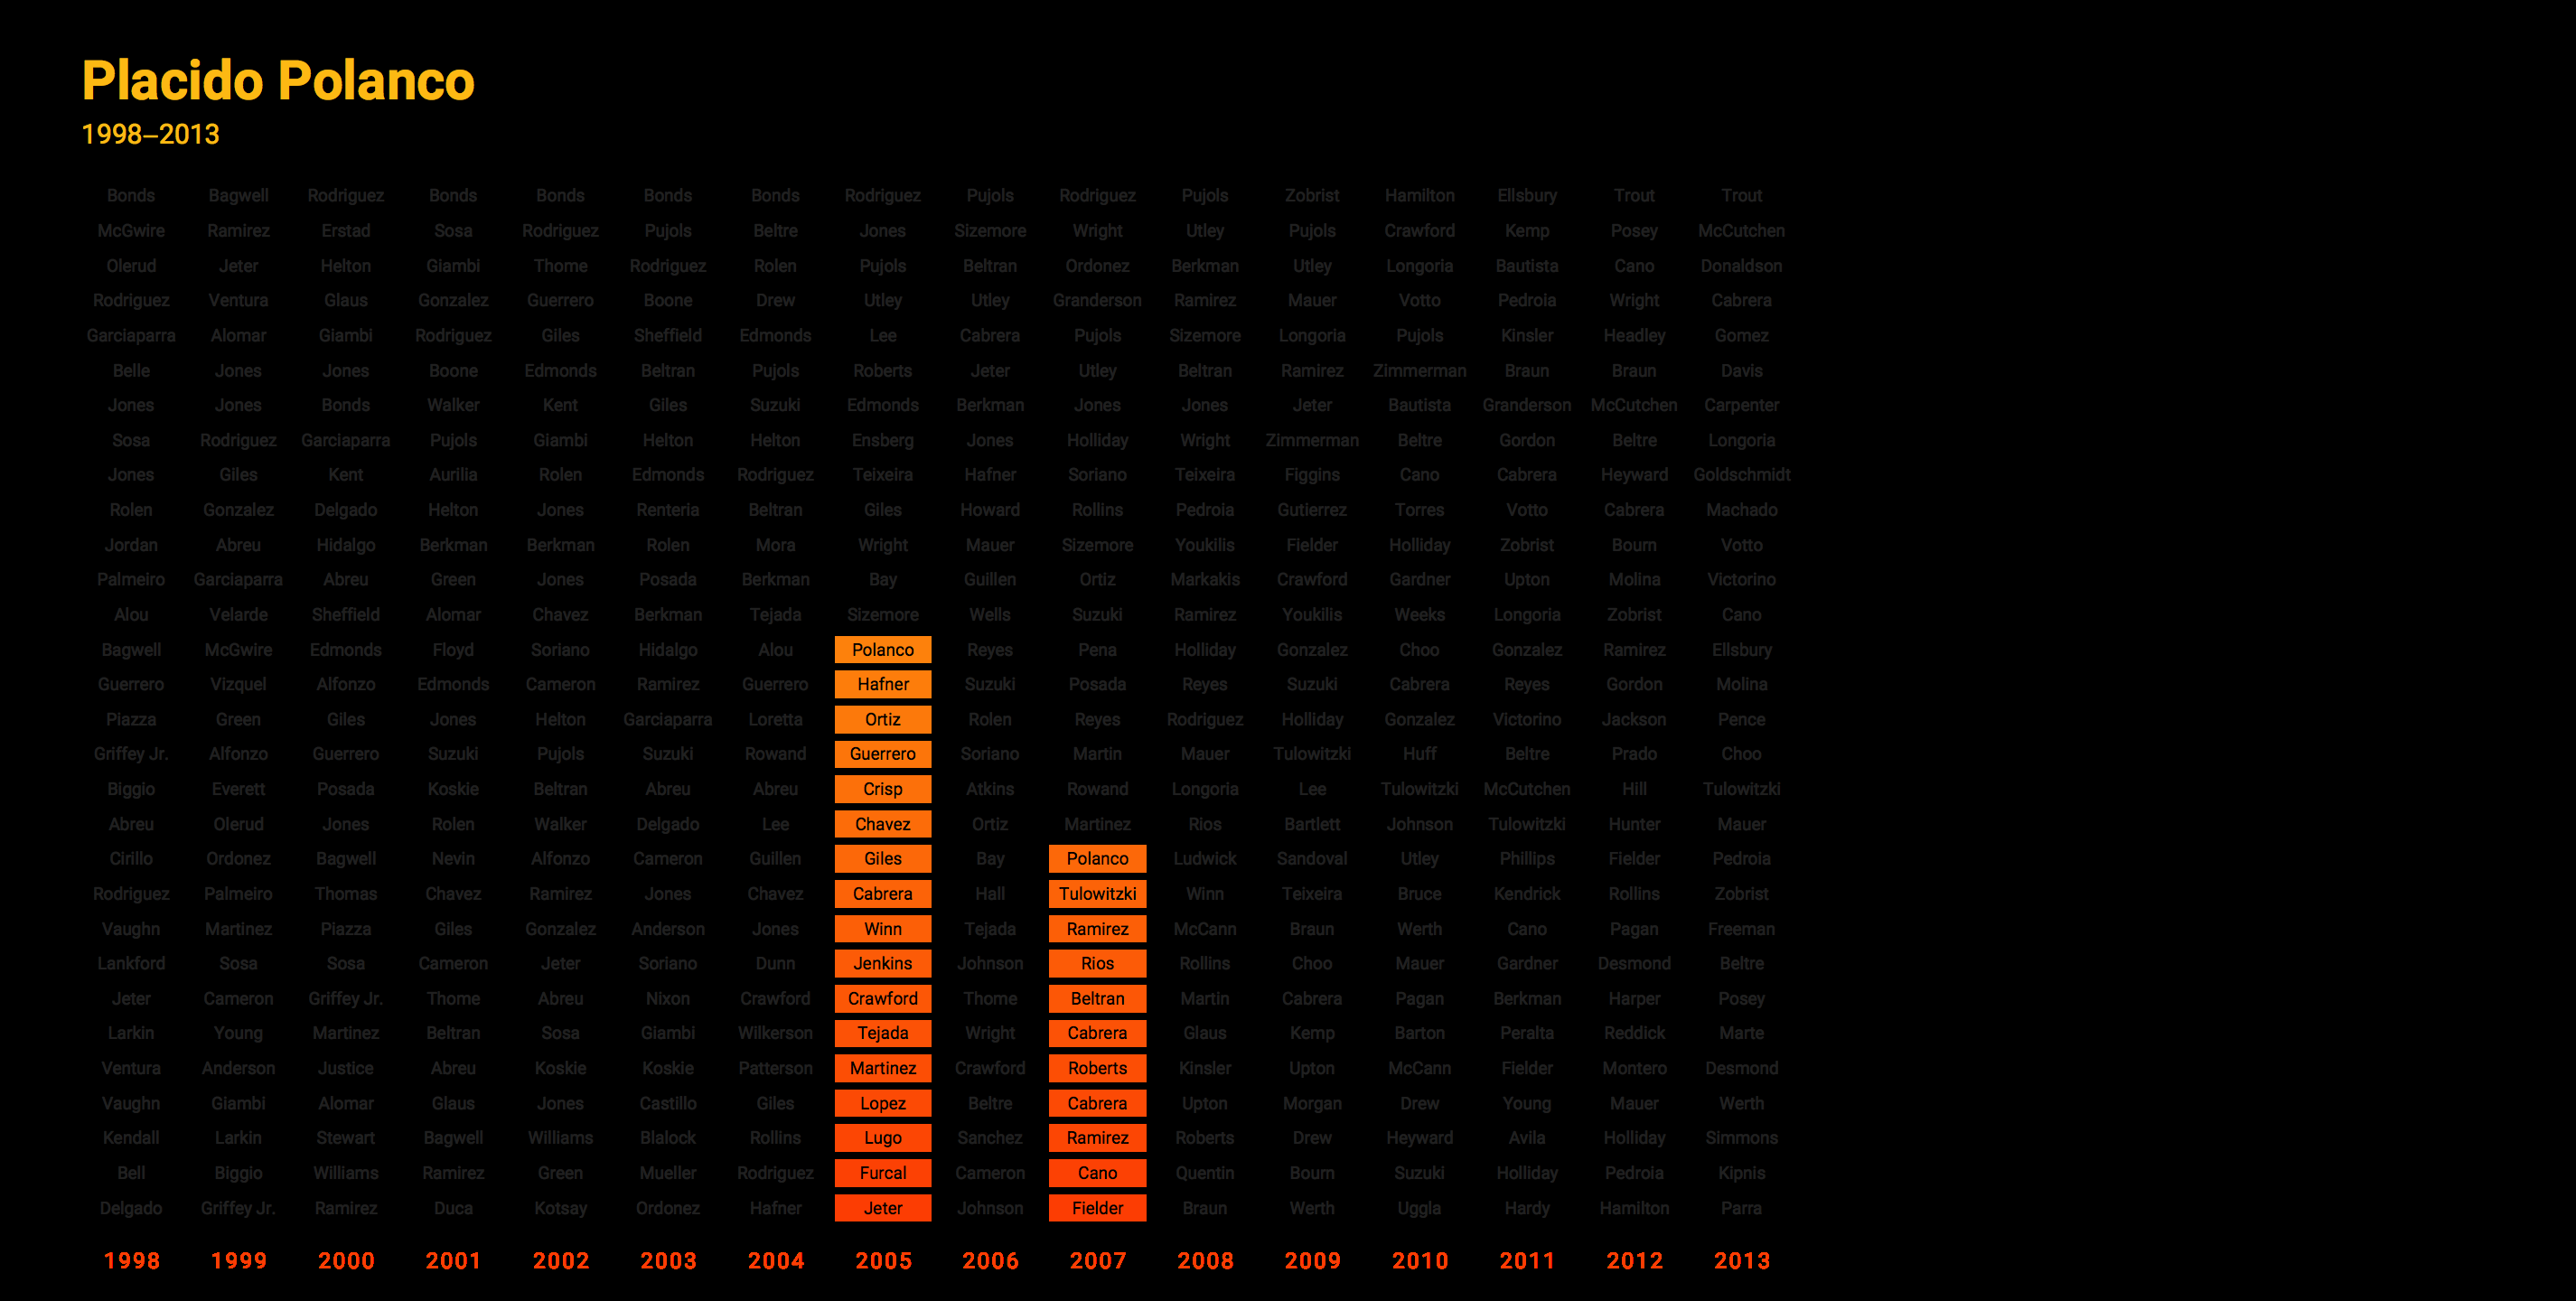 Placido Polanco
1998–2013
Bonds Bagwell Rodriguez Bonds Bonds Bonds Bonds Rodriguez Pujols Rodriguez Pujols Zobrist Hamilton Ellsbury Trout Trout
McGwire Ramirez Erstad Sosa Rodriguez Pujols Beltre Jones Sizemore Wright Utley Pujols Crawford Kemp Posey McCutchen
Olerud Jeter Helton Giambi Thome Rodriguez Rolen Pujols Beltran Ordonez Berkman Utley Longoria Bautista Cano Donaldson
Rodriguez Ventura Glaus Gonzalez Guerrero Boone Drew Utley Utley Granderson Ramirez Mauer Votto Pedroia Wright Cabrera
Garciaparra Alomar Giambi Rodriguez Giles Sheffield Edmonds Lee Cabrera Pujols Sizemore Longoria Pujols Kinsler Headley Gomez
Belle Jones Jones Boone Edmonds Beltran Pujols Roberts Jeter Utley Beltran Ramirez Zimmerman Braun Braun Davis
Jones Jones Bonds Walker Kent Giles Suzuki Edmonds Berkman Jones Jones Jeter Bautista Granderson McCutchen Carpenter
Sosa Rodriguez Garciaparra Pujols Giambi Helton Helton Ensberg Jones Holliday Wright Zimmerman Beltre Gordon Beltre Longoria
Jones Giles Kent Aurilia Rolen Edmonds Rodriguez Teixeira Hafner Soriano Teixeira Figgins Cano Cabrera Heyward Goldschmidt
Rolen Gonzalez Delgado Helton Jones Renteria Beltran Giles Howard Rollins Pedroia Gutierrez Torres Votto Cabrera Machado
Jordan Abreu Hidalgo Berkman Berkman Rolen Mora Wright Mauer Sizemore Youkilis Fielder Holliday Zobrist Bourn Votto
Palmeiro Garciaparra Abreu Green Jones Posada Berkman Bay Guillen Ortiz Markakis Crawford Gardner Upton Molina Victorino
Alou Velarde Sheffield Alomar Chavez Berkman Tejada Sizemore Wells Suzuki Ramirez Youkilis Weeks Longoria Zobrist Cano
Bagwell McGwire Edmonds Floyd Soriano Hidalgo Alou Polanco Reyes Pena Holliday Gonzalez Choo Gonzalez Ramirez Ellsbury
Guerrero Vizquel Alfonzo Edmonds Cameron Ramirez Guerrero Hafner Suzuki Posada Reyes Suzuki Cabrera Reyes Gordon Molina
Piazza Green Giles Jones Helton Garciaparra Loretta Ortiz Rolen Reyes Rodriguez Holliday Gonzalez Victorino Jackson Pence
Griffey Jr. Alfonzo Guerrero Suzuki Pujols Suzuki Rowand Guerrero Soriano Martin Mauer Tulowitzki Huff Beltre Prado Choo
Biggio Everett Posada Koskie Beltran Abreu Abreu Crisp Atkins Rowand Longoria Lee Tulowitzki McCutchen Hill Tulowitzki
Abreu Olerud Jones Rolen Walker Delgado Lee Chavez Ortiz Martinez Rios Bartlett Johnson Tulowitzki Hunter Mauer
Cirillo Ordonez Bagwell Nevin Alfonzo Cameron Guillen Giles Bay Polanco Ludwick Sandoval Utley Phillips Fielder Pedroia
Rodriguez Palmeiro Thomas Chavez Ramirez Jones Chavez Cabrera Hall Tulowitzki Winn Teixeira Bruce Kendrick Rollins Zobrist
Vaughn Martinez Piazza Giles Gonzalez Anderson Jones Winn Tejada Ramirez McCann Braun Werth Cano Pagan Freeman
Lankford Sosa Sosa Cameron Jeter Soriano Dunn Jenkins Johnson Rios Rollins Choo Mauer Gardner Desmond Beltre
Jeter Cameron Griffey Jr. Thome Abreu Nixon Crawford Crawford Thome Beltran Martin Cabrera Pagan Berkman Harper Posey
Larkin Young Martinez Beltran Sosa Giambi Wilkerson Tejada Wright Cabrera Glaus Kemp Barton Peralta Reddick Marte
Ventura Anderson Justice Abreu Koskie Koskie Patterson Martinez Crawford Roberts Kinsler Upton McCann Fielder Montero Desmond
Vaughn Giambi Alomar Glaus Jones Castillo Giles Lopez Beltre Cabrera Upton Morgan Drew Young Mauer Werth
Kendall Larkin Stewart Bagwell Williams Blalock Rollins Lugo Sanchez Ramirez Roberts Drew Heyward Avila Holliday Simmons
Bell Biggio Williams Ramirez Green Mueller Rodriguez Furcal Cameron Cano Quentin Bourn Suzuki Holliday Pedroia Kipnis
Delgado Griffey Jr. Ramirez Duca Kotsay Ordonez Hafner Jeter Johnson Fielder Braun Werth Uggla Hardy Hamilton Parra
1998 1999 2000 2001 2002 2003 2004 2005 2006 2007 2008 2009 2010 2011 2012 2013